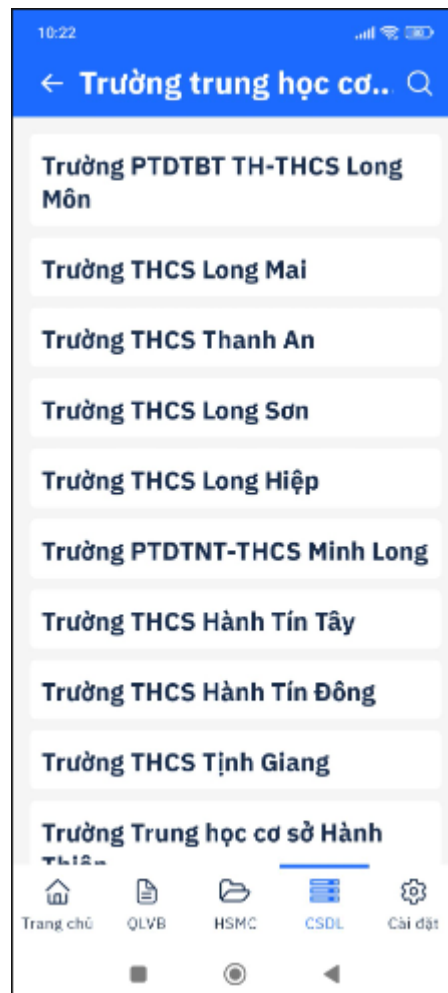 10:22
Trường trung học cơ..
Trường PTDTBT TH-THCS Long
Môn
Trường THCS Long Mai
Trường THCS Thanh An
Trường THCS Long Sơn
Trường THCS Long Hiệp
Trường PTDTNT-THCS Minh Long
Trường THCS Hành Tín Tây
Trường THCS Hành Tín Đông
Trường THCS Tịnh Giang
Trường Trung học cơ sở Hành
Thiện
Trang chủ QLVB HSMC CSDL Cài đặt